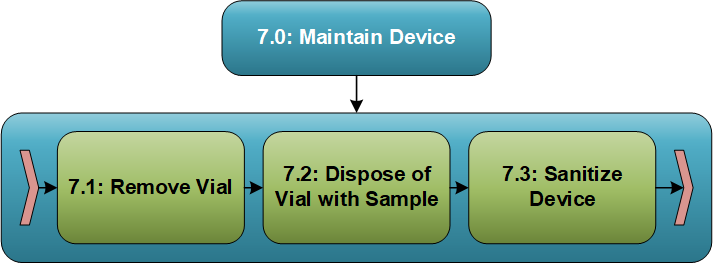 7.0: Maintain Device
7.1: Remove Vial
7.2: Dispose of
Vial with Sample
7.3: Sanitize
Device